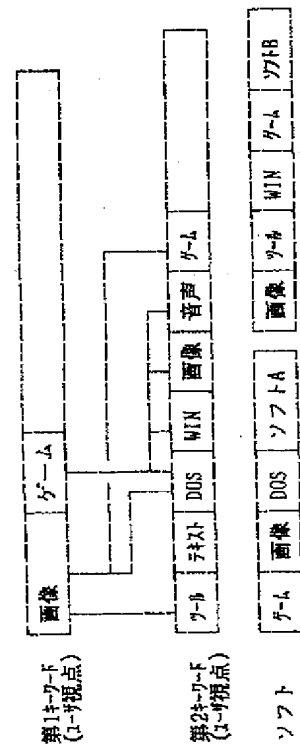 第1キーワード
(ユーザ視点)
画像 ゲーム
第2キーワード
(ユーザ視点)
ツール テキスト DOS WIN 画像 音声 ゲーム
ソフト
ゲーム 画像 DOS ソフトA
画像 ツール WIN ゲーム ソフトB